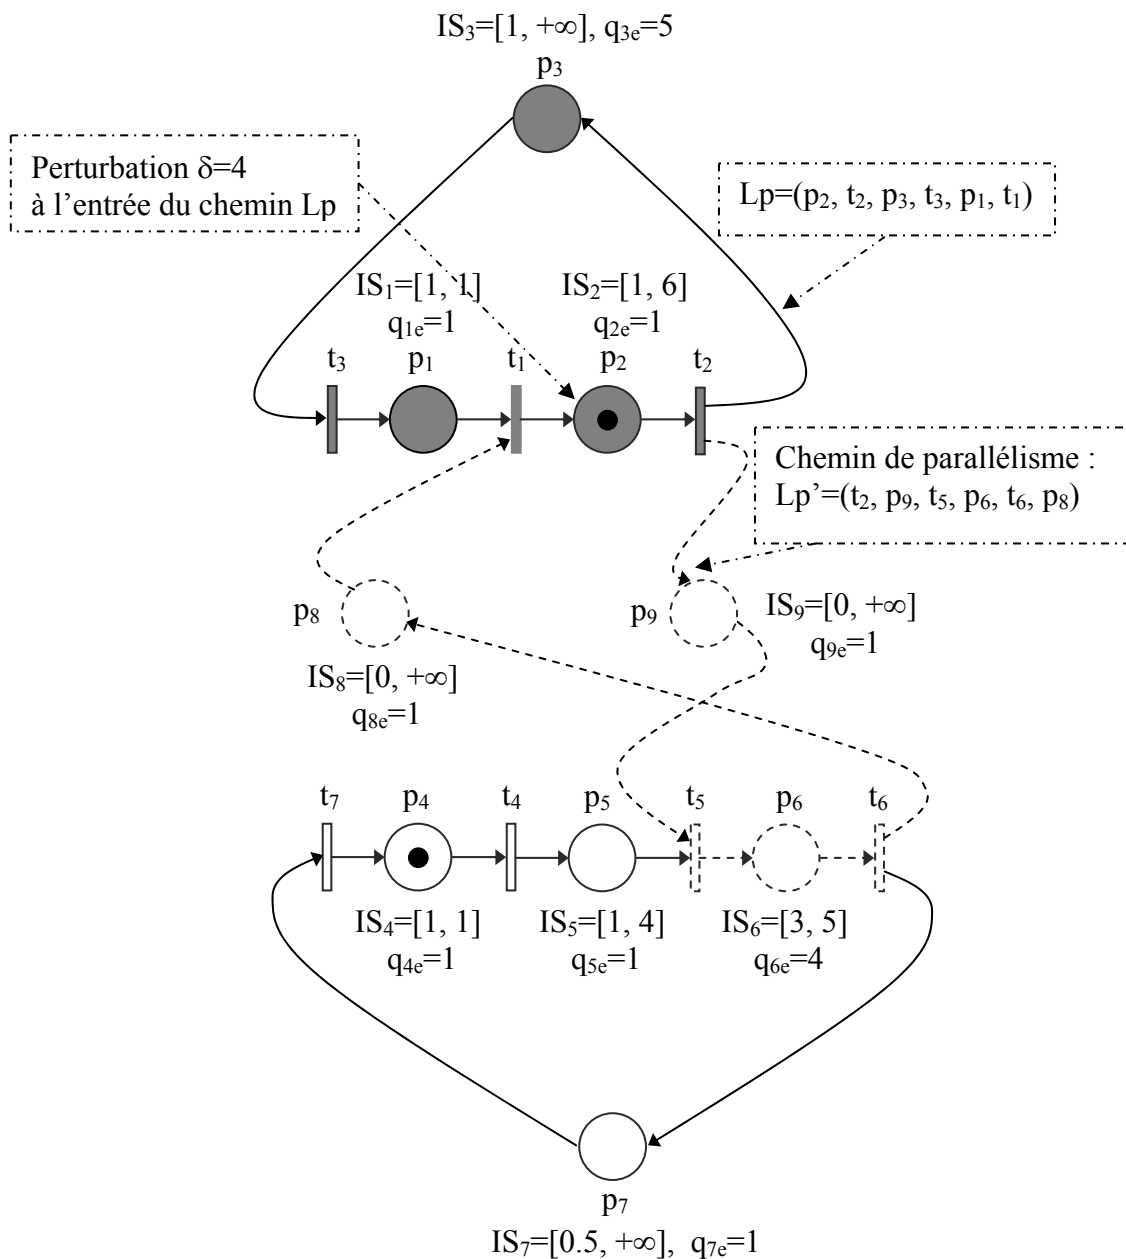 IS₃=[1, +∞], q₃ₑ=5
p₃
Perturbation δ=4
à l’entrée du chemin Lp
Lp=(p₂, t₂, p₃, t₃, p₁, t₁)
IS₁=[1, 1]
q₁ₑ=1
IS₂=[1, 6]
q₂ₑ=1
t₃ p₁ t₁ p₂ t₂
Chemin de parallélisme :
Lp’=(t₂, p₉, t₅, p₆, t₆, p₈)
p₈
IS₈=[0, +∞]
q₈ₑ=1
p₉
IS₉=[0, +∞]
q₉ₑ=1
t₇ p₄ t₄ p₅ t₅ p₆ t₆
IS₄=[1, 1]
q₄ₑ=1
IS₅=[1, 4]
q₅ₑ=1
IS₆=[3, 5]
q₆ₑ=4
p₇
IS₇=[0.5, +∞], q₇ₑ=1